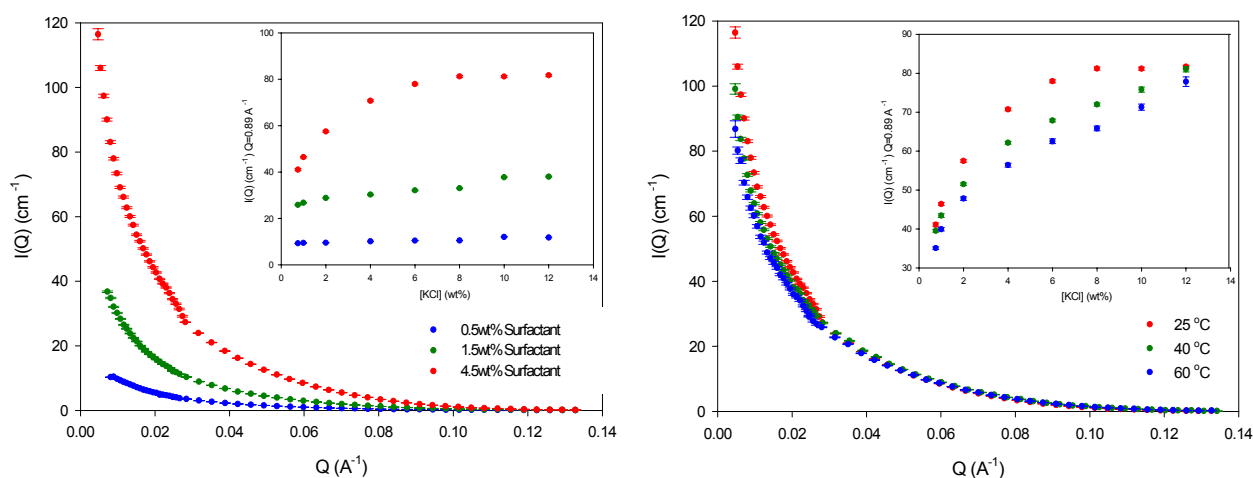 120
100
80
60
40
20
0
I(Q) (cm-1)
0.00 0.02 0.04 0.06 0.08 0.10 0.12 0.14
Q (A-1)
100
80
60
40
20
0
I(Q) (cm-1) Q=0.89 A-1
0 2 4 6 8 10 12 14
[KCl] (wt%)
0.5wt% Surfactant
1.5wt% Surfactant
4.5wt% Surfactant
120
100
80
60
40
20
0
I(Q) (cm-1)
0.00 0.02 0.04 0.06 0.08 0.10 0.12 0.14
Q (A-1)
90
80
70
60
50
40
30
I(Q) (cm-1) Q=0.89 A-1
0 2 4 6 8 10 12 14
[KCl] (wt%)
25 °C
40 °C
60 °C